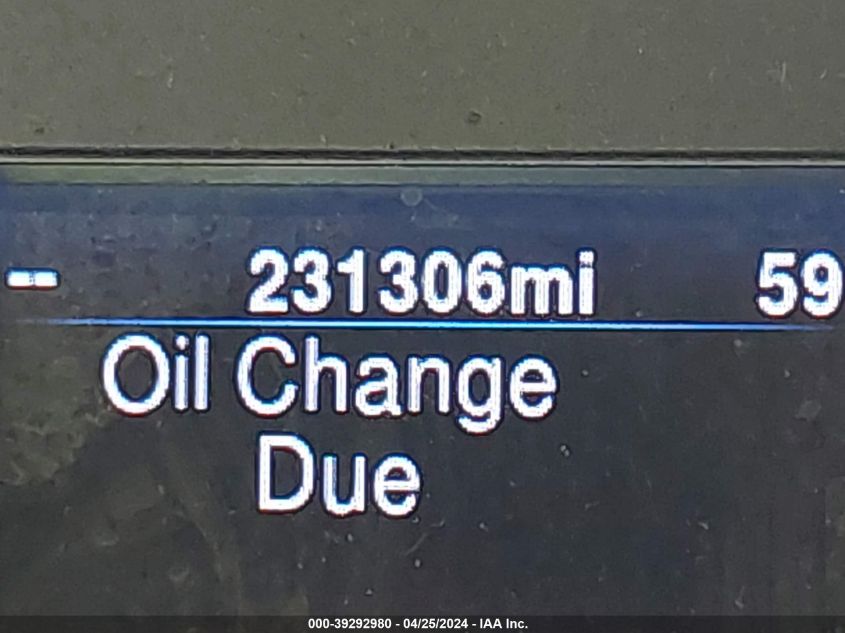 -- 231306mi 59
Oil Change
Due
000-39292980 - 04/25/2024 - IAA Inc.